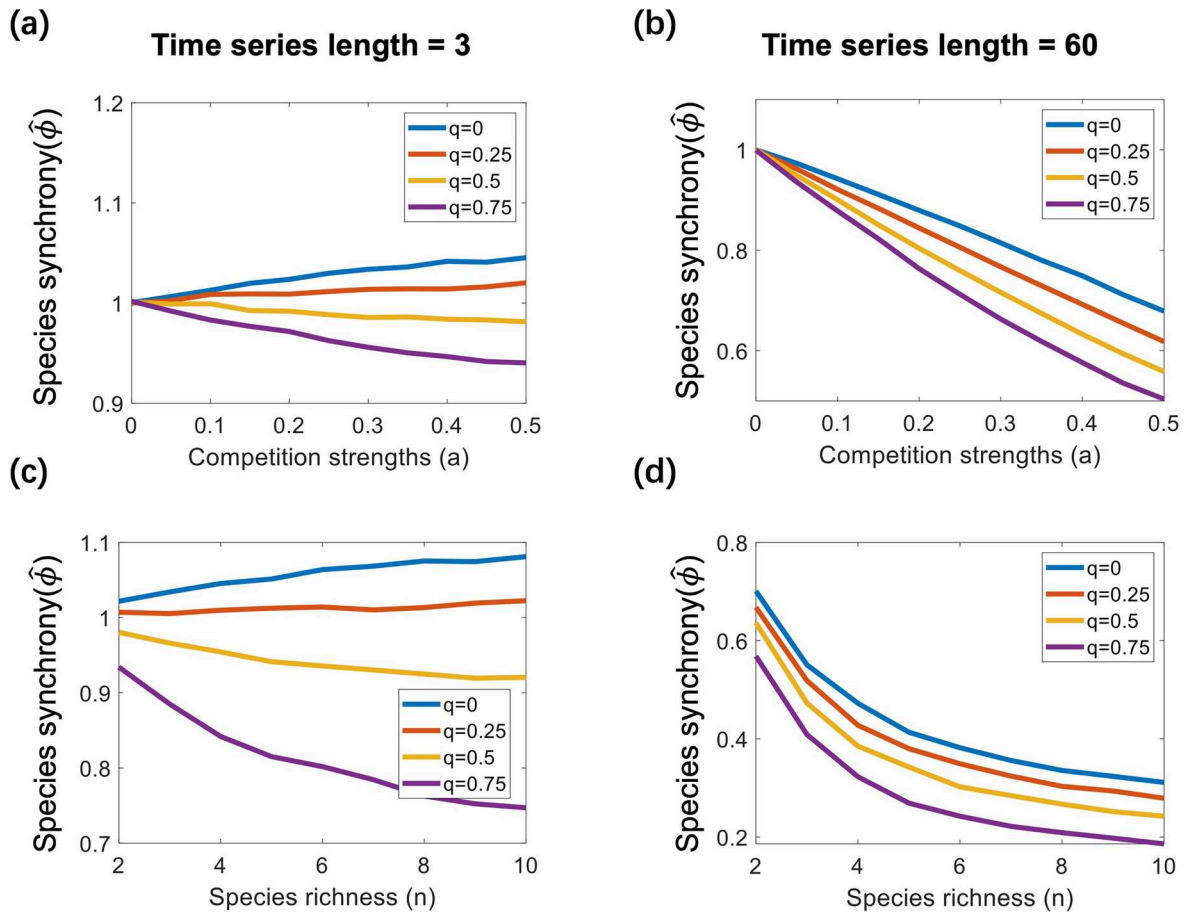 (a)
Time series length = 3
1.2
1.1
1
0.9
Species synchrony(φ̂)
q=0
q=0.25
q=0.5
q=0.75
0 0.1 0.2 0.3 0.4 0.5
Competition strengths (a)
(b)
Time series length = 60
1
0.8
0.6
Species synchrony(φ̂)
q=0
q=0.25
q=0.5
q=0.75
0 0.1 0.2 0.3 0.4 0.5
Competition strengths (a)
(c)
1.1
1
0.9
0.8
0.7
Species synchrony(φ̂)
q=0
q=0.25
q=0.5
q=0.75
2 4 6 8 10
Species richness (n)
(d)
0.8
0.6
0.4
0.2
Species synchrony(φ̂)
q=0
q=0.25
q=0.5
q=0.75
2 4 6 8 10
Species richness (n)